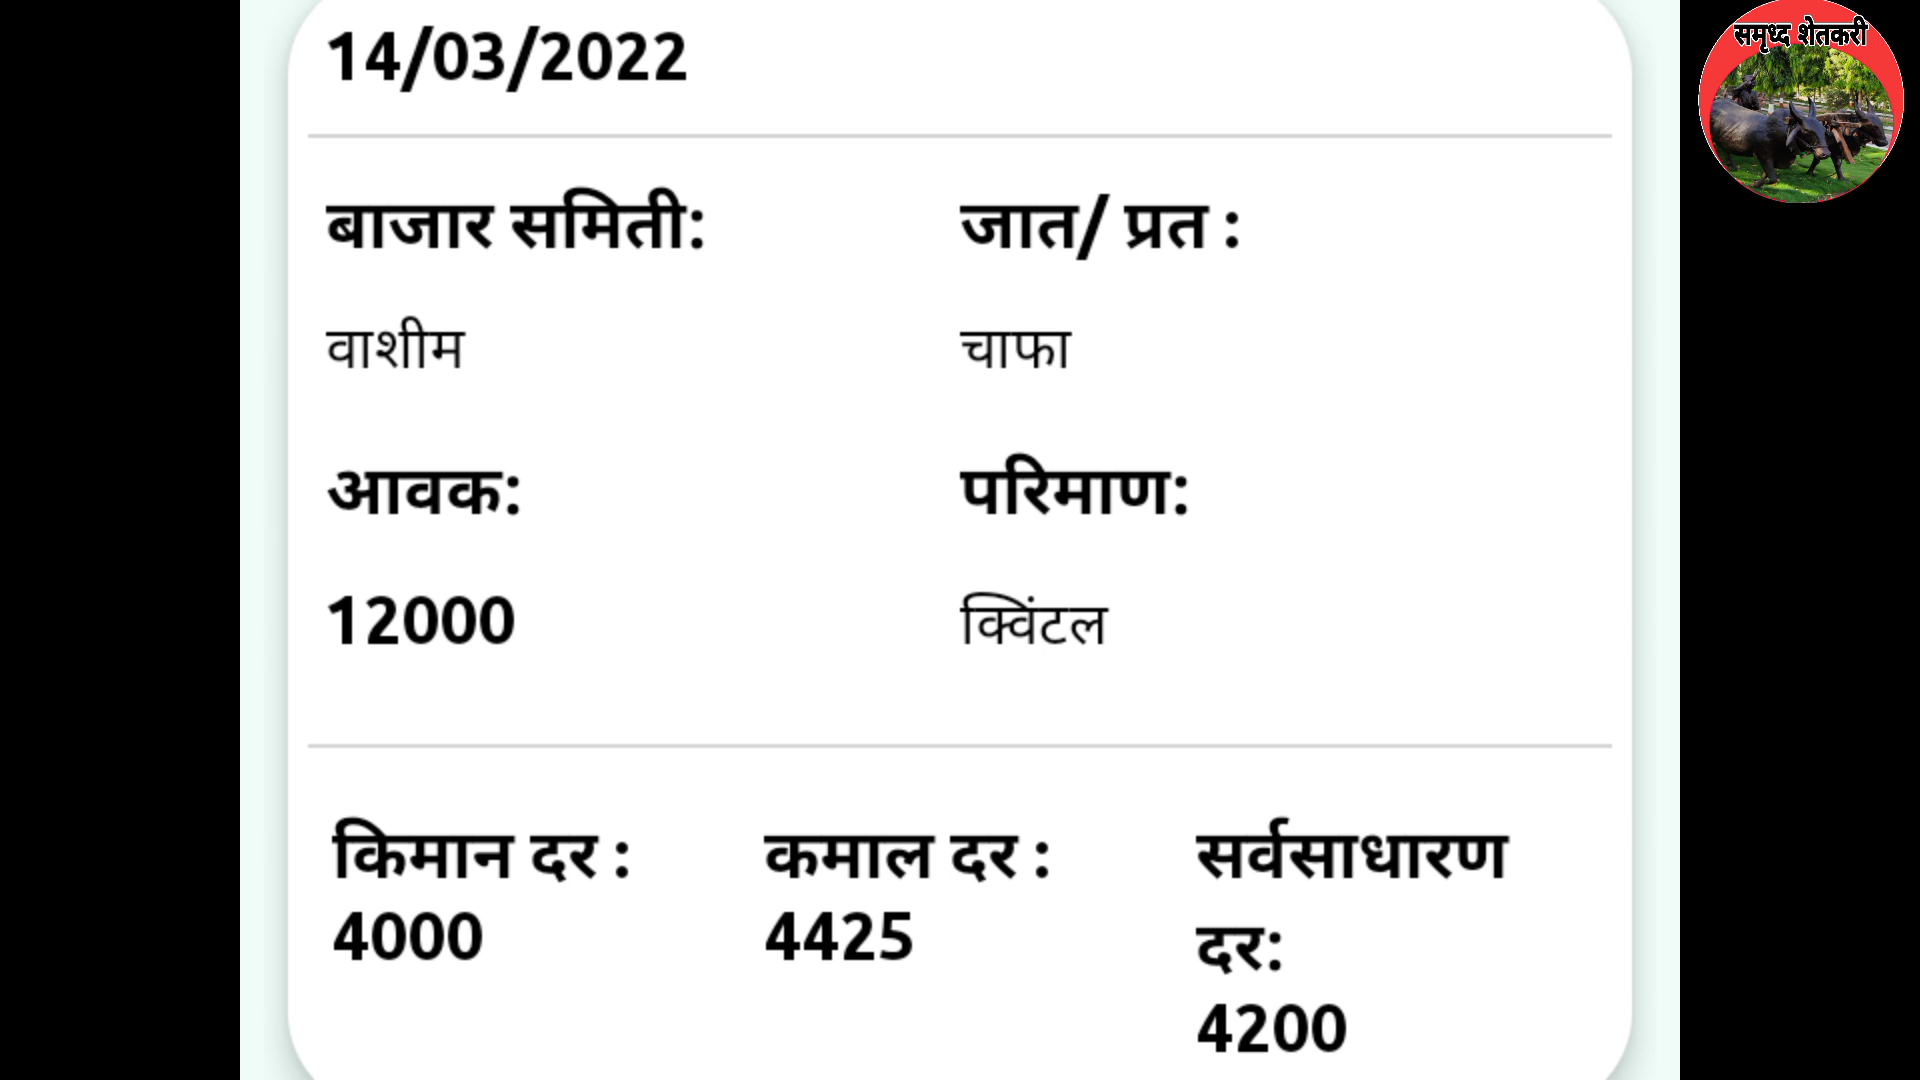 14/03/2022
समृध्द शेतकरी
बाजार समिती: जात/ प्रत :
वाशीम चाफा
आवक: परिमाण:
12000 क्विंटल
किमान दर : कमाल दर : सर्वसाधारण
4000 4425 दर:
4200